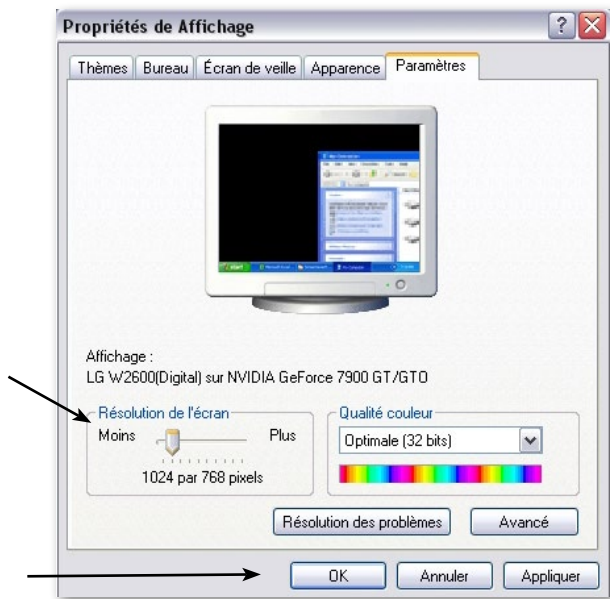 Propriétés de Affichage
Thèmes Bureau Écran de veille Apparence Paramètres
Affichage :
LG W2600(Digital) sur NVIDIA GeForce 7900 GT/GTO
Résolution de l'écran
Moins Plus
1024 par 768 pixels
Qualité couleur
Optimale (32 bits)
Résolution des problèmes Avancé
OK Annuler Appliquer